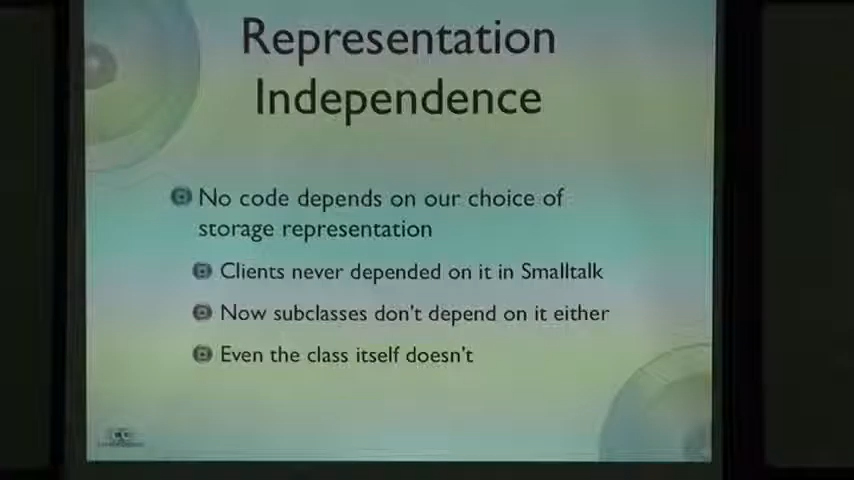 Representation
Independence
No code depends on our choice of
storage representation
Clients never depended on it in Smalltalk
Now subclasses don't depend on it either
Even the class itself doesn't